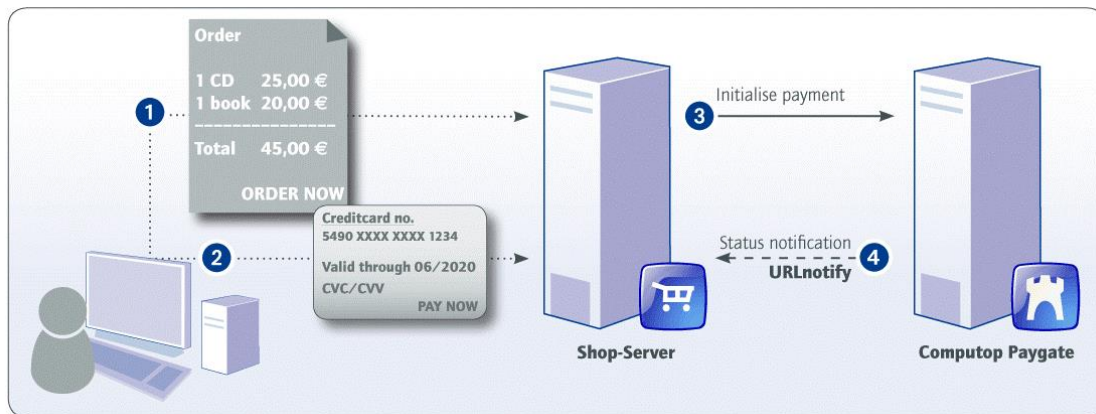 Order
1 CD 25,00 €
1 book 20,00 €
--------------------
Total 45,00 €
ORDER NOW
1
Creditcard no.
5490 XXXX XXXX 1234
Valid through 06/2020
CVC/CVV
PAY NOW
2
3 Initialise payment
Status notification 4
URLnotify
Shop-Server
Computop Paygate